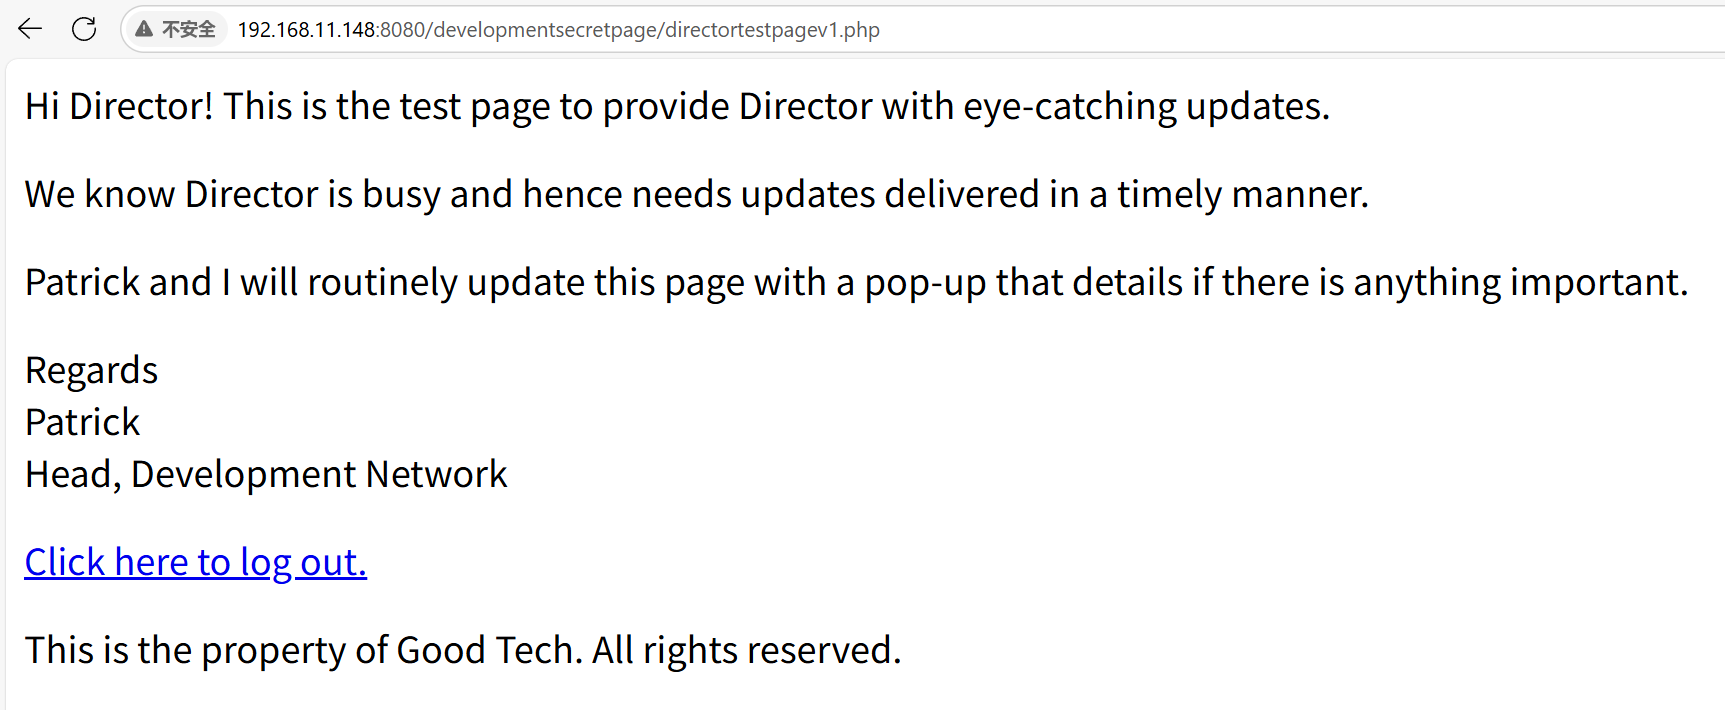 不安全 192.168.11.148:8080/developmentsecretpage/directortestpagev1.php
Hi Director! This is the test page to provide Director with eye-catching updates.
We know Director is busy and hence needs updates delivered in a timely manner.
Patrick and I will routinely update this page with a pop-up that details if there is anything important.
Regards
Patrick
Head, Development Network
Click here to log out.
This is the property of Good Tech. All rights reserved.